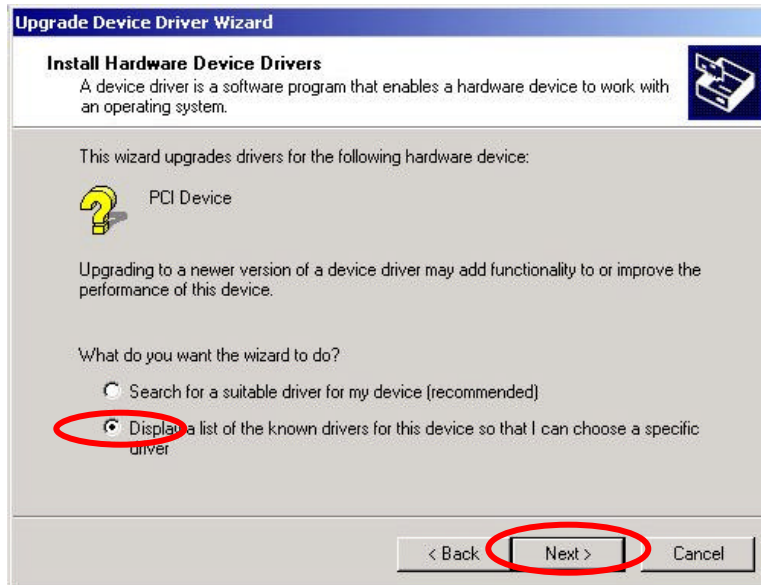 Upgrade Device Driver Wizard
Install Hardware Device Drivers
A device driver is a software program that enables a hardware device to work with
an operating system.
This wizard upgrades drivers for the following hardware device:
PCI Device
Upgrading to a newer version of a device driver may add functionality to or improve the
performance of this device.
What do you want the wizard to do?
Search for a suitable driver for my device (recommended)
Display a list of the known drivers for this device so that I can choose a specific
driver
< Back
Next >
Cancel